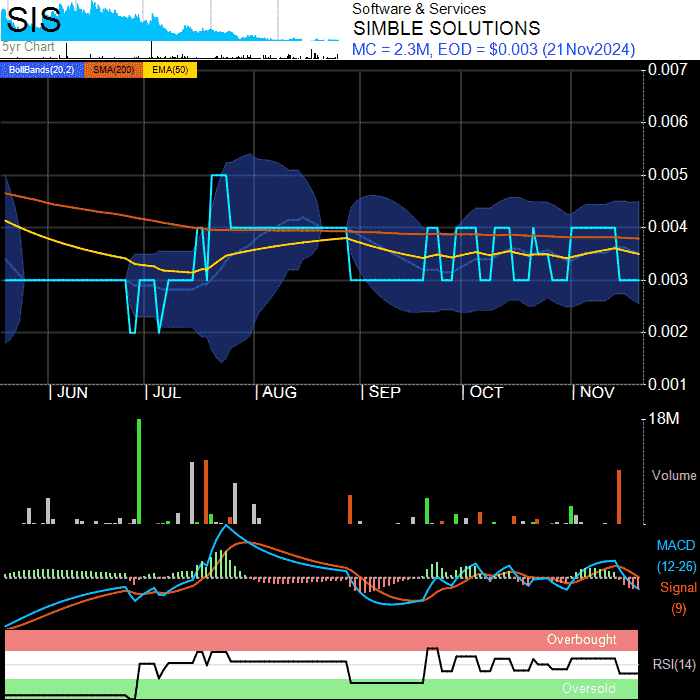 SIS
5yr Chart
Software & Services
SIMBLE SOLUTIONS
MC = 2.3M, EOD = $0.003 (21Nov2024)
BollBands(20,2) SMA(200) EMA(50)
0.007
0.006
0.005
0.004
0.003
0.002
0.001
JUN JUL AUG SEP OCT NOV
18M
Volume
MACD
(12-26)
Signal
(9)
Overbought
RSI(14)
Oversold